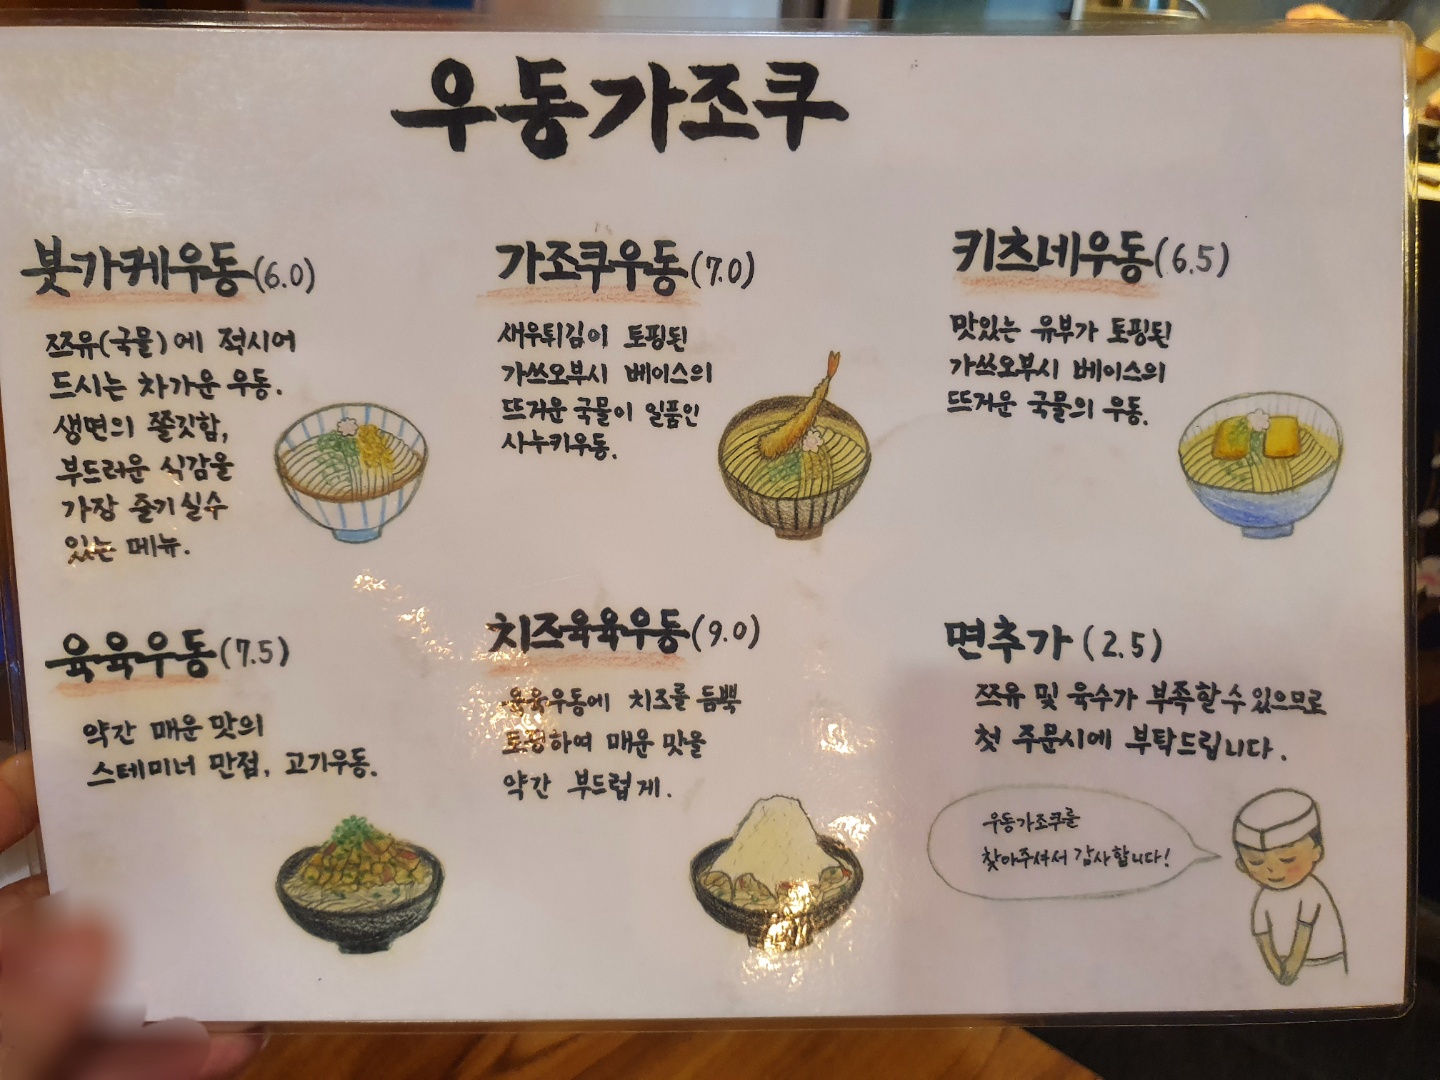 우동가조쿠
붓가케우동(6.0)
쯔유(국물)에 적시어
드시는 차가운 우동.
생면의 쫄깃함,
부드러운 식감을
가장 즐기실수
있는 메뉴.
가조쿠우동(7.0)
새우튀김이 토핑된
가쓰오부시 베이스의
뜨거운 국물이 일품인
사누키우동.
키츠네우동(6.5)
맛있는 유부가 토핑된
가쓰오부시 베이스의
뜨거운 국물의 우동.
육육우동(7.5)
약간 매운 맛의
스테미너 만점, 고기우동.
치즈육육우동(9.0)
육육우동에 치즈를 듬뿍
토핑하여 매운 맛을
약간 부드럽게.
면추가(2.5)
쯔유 및 육수가 부족할수있으므로
첫 주문시에 부탁드립니다.
우동가조쿠를
찾아주셔서 감사합니다!